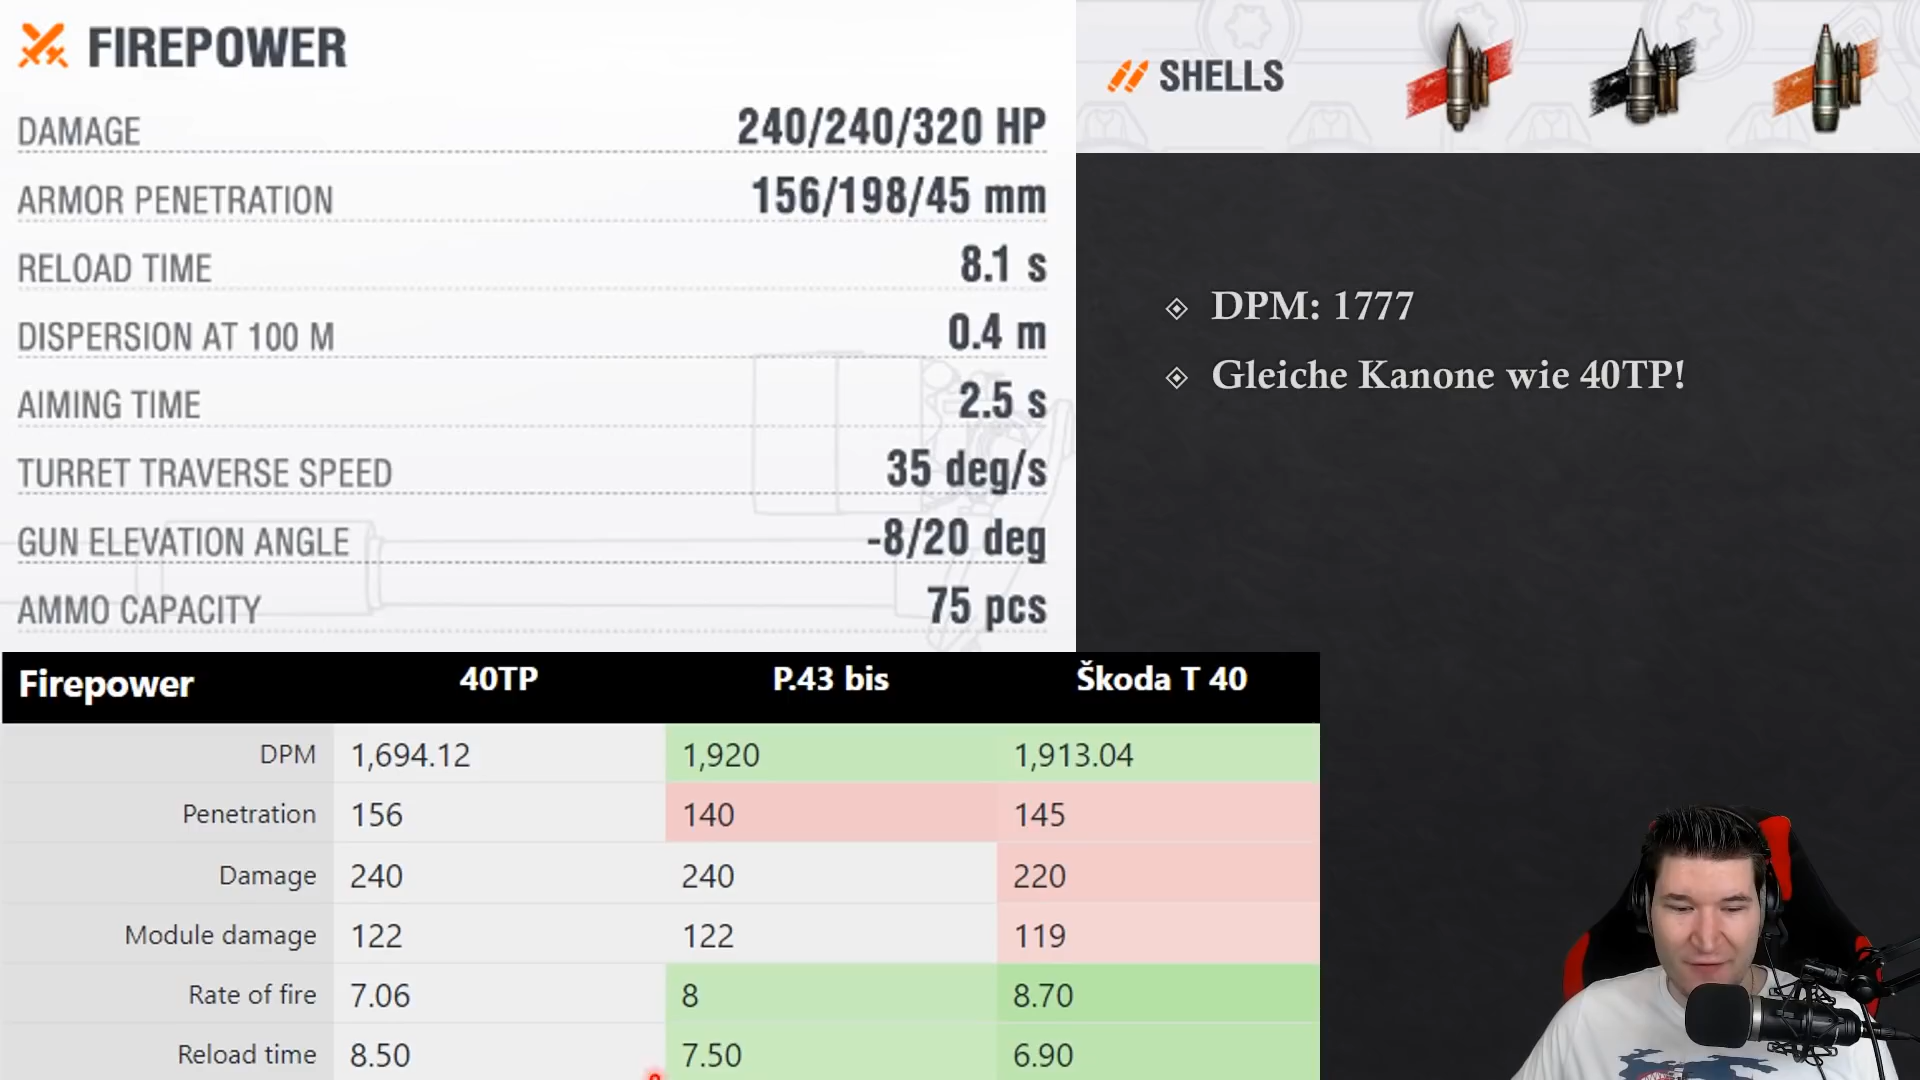 FIREPOWER
DAMAGE 240/240/320 HP
ARMOR PENETRATION 156/198/45 mm
RELOAD TIME 8.1 s
DISPERSION AT 100 M 0.4 m
AIMING TIME 2.5 s
TURRET TRAVERSE SPEED 35 deg/s
GUN ELEVATION ANGLE -8/20 deg
AMMO CAPACITY 75 pcs
SHELLS
DPM: 1777
Gleiche Kanone wie 40TP!
Firepower 40TP P.43 bis Škoda T 40
DPM 1,694.12 1,920 1,913.04
Penetration 156 140 145
Damage 240 240 220
Module damage 122 122 119
Rate of fire 7.06 8 8.70
Reload time 8.50 7.50 6.90